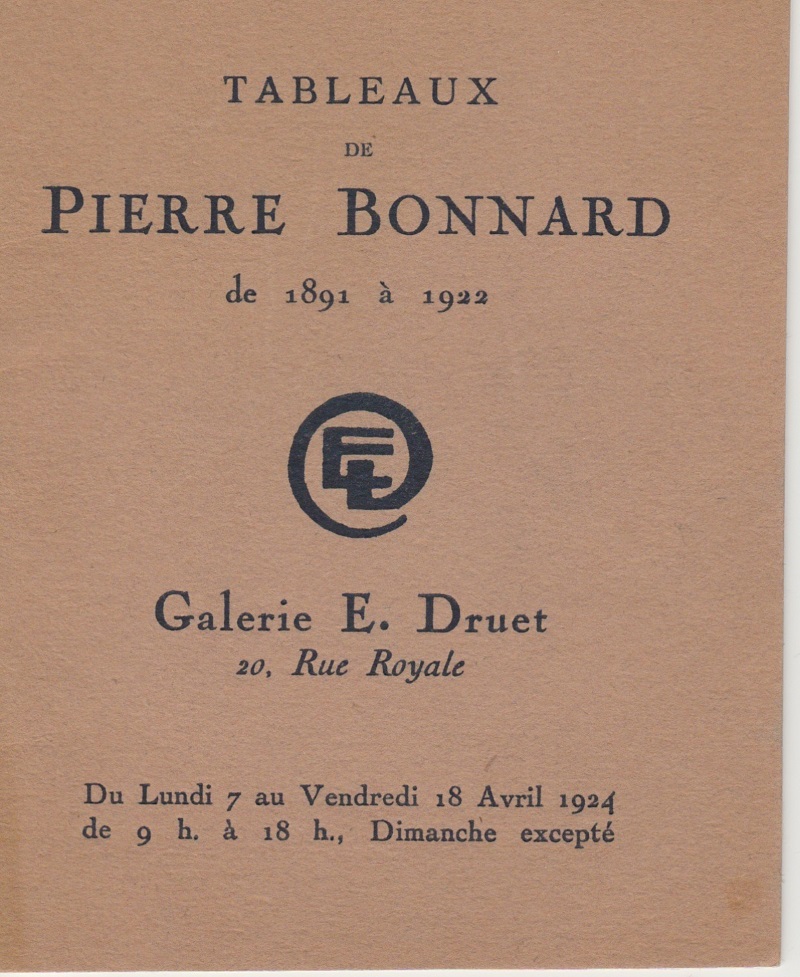 TABLEAUX
DE
PIERRE BONNARD
de 1891 à 1922
Galerie E. Druet
20, Rue Royale
Du Lundi 7 au Vendredi 18 Avril 1924
de 9 h. à 18 h., Dimanche excepté